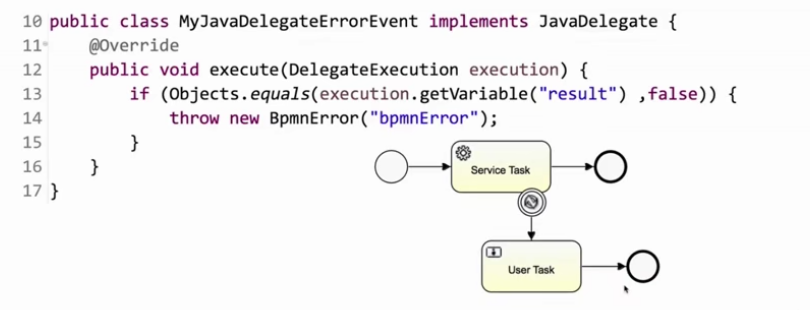 10 public class MyJavaDelegateErrorEvent implements JavaDelegate {
11 @Override
12 public void execute(DelegateExecution execution) {
13 if (Objects.equals(execution.getVariable("result") ,false)) {
14 throw new BpmnError("bpmnError");
15 }
16 }
17 }
Service Task
User Task